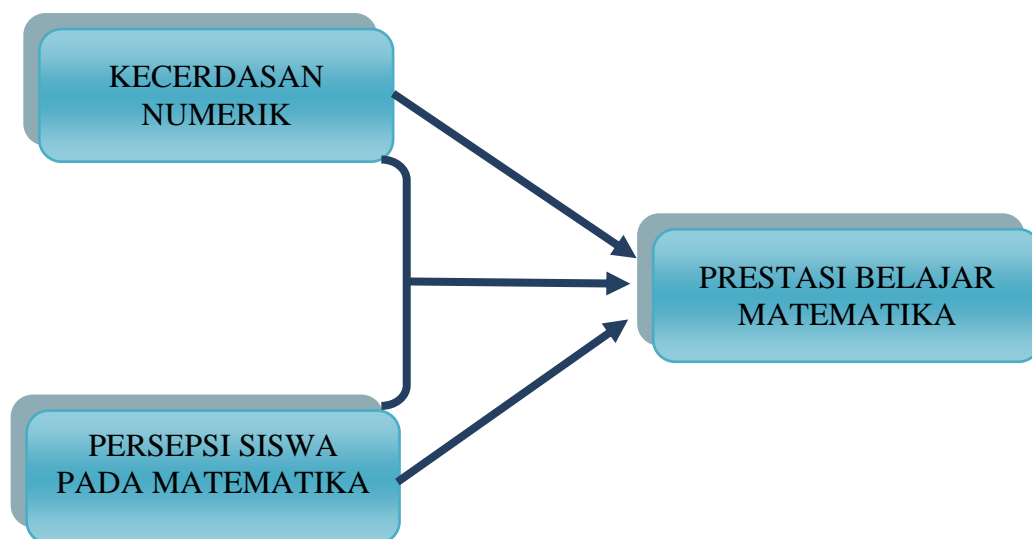 KECERDASAN
NUMERIK
PRESTASI BELAJAR
MATEMATIKA
PERSEPSI SISWA
PADA MATEMATIKA